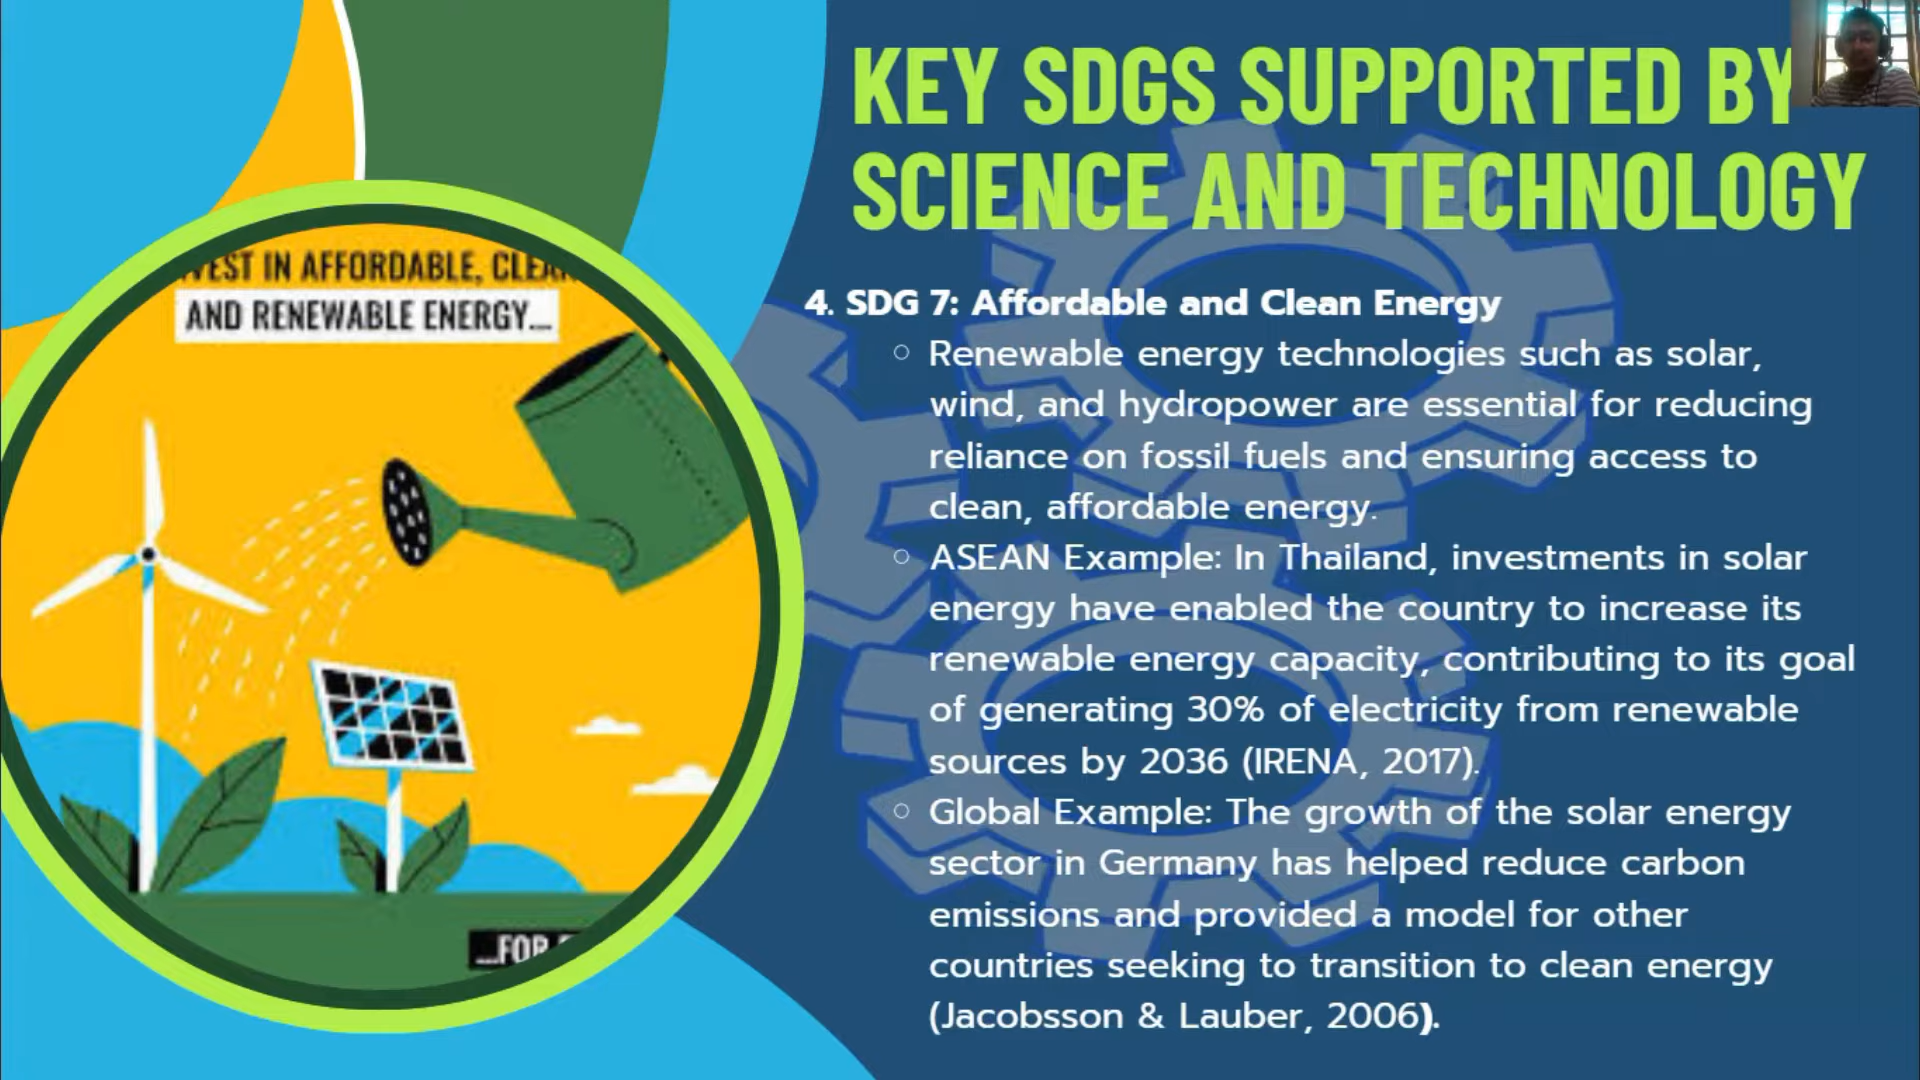 KEY SDGS SUPPORTED BY
SCIENCE AND TECHNOLOGY
IN AFFORDABLE,
AND RENEWABLE ENERGY...
...FOR
4. SDG 7: Affordable and Clean Energy
○ Renewable energy technologies such as solar,
wind, and hydropower are essential for reducing
reliance on fossil fuels and ensuring access to
clean, affordable energy.
○ ASEAN Example: In Thailand, investments in solar
energy have enabled the country to increase its
renewable energy capacity, contributing to its goal
of generating 30% of electricity from renewable
sources by 2036 (IRENA, 2017).
○ Global Example: The growth of the solar energy
sector in Germany has helped reduce carbon
emissions and provided a model for other
countries seeking to transition to clean energy
(Jacobsson & Lauber, 2006).